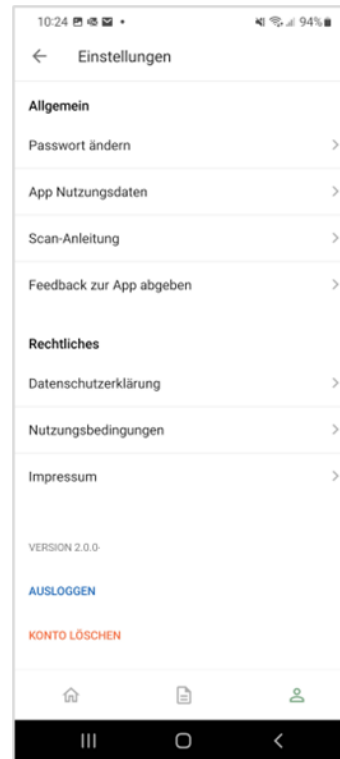 10:24
94%
Einstellungen
Allgemein
Passwort ändern
App Nutzungsdaten
Scan-Anleitung
Feedback zur App abgeben
Rechtliches
Datenschutzerklärung
Nutzungsbedingungen
Impressum
VERSION 2.0.0-
AUSLOGGEN
KONTO LÖSCHEN